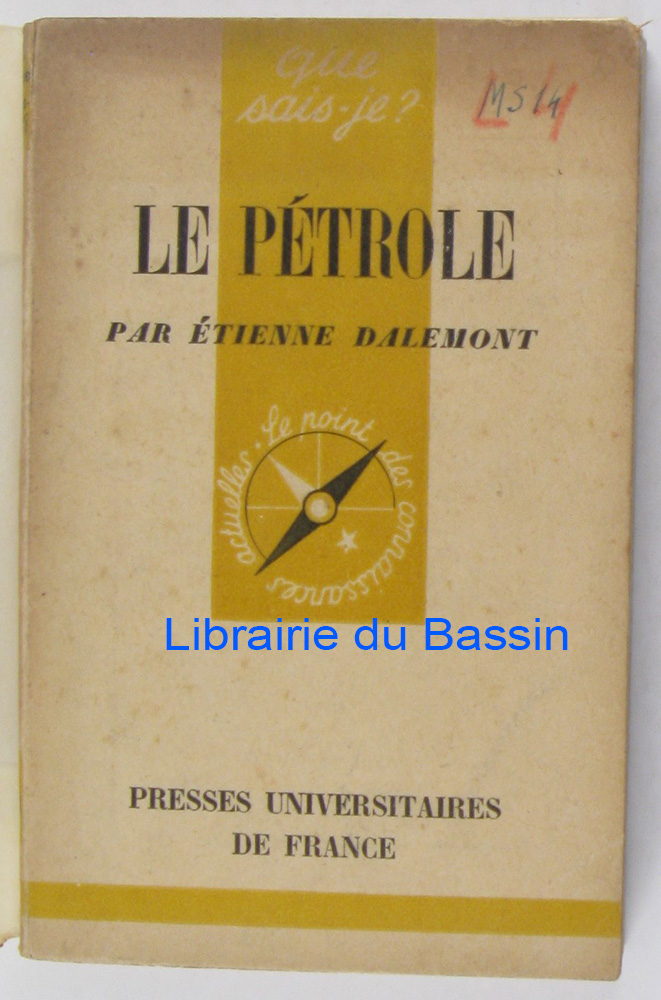 que
sais-je?
MS14
LE PÉTROLE
PAR ÉTIENNE DALEMONT
Le point des connaissances actuelles.
Librairie du Bassin
PRESSES UNIVERSITAIRES
DE FRANCE